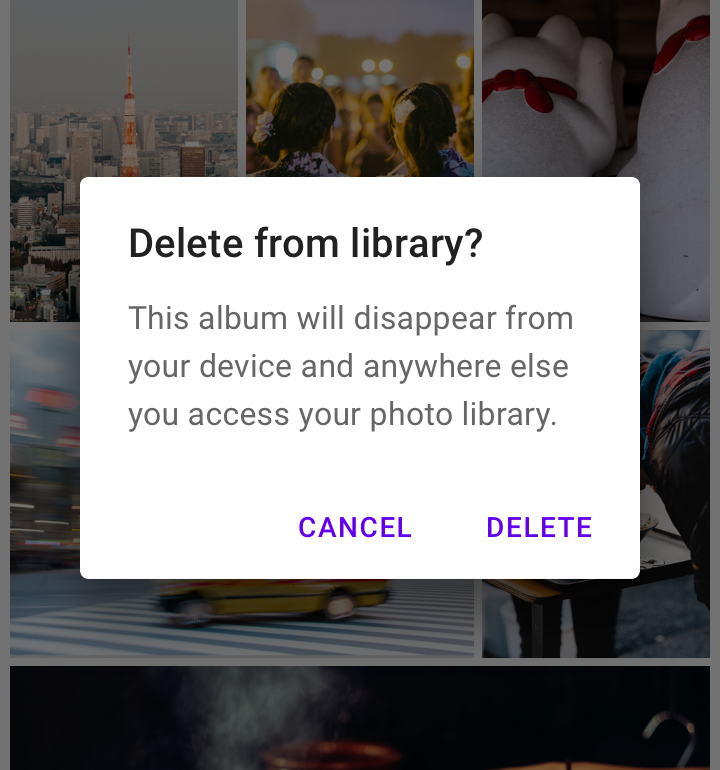 Delete from library?
This album will disappear from
your device and anywhere else
you access your photo library.
CANCEL DELETE